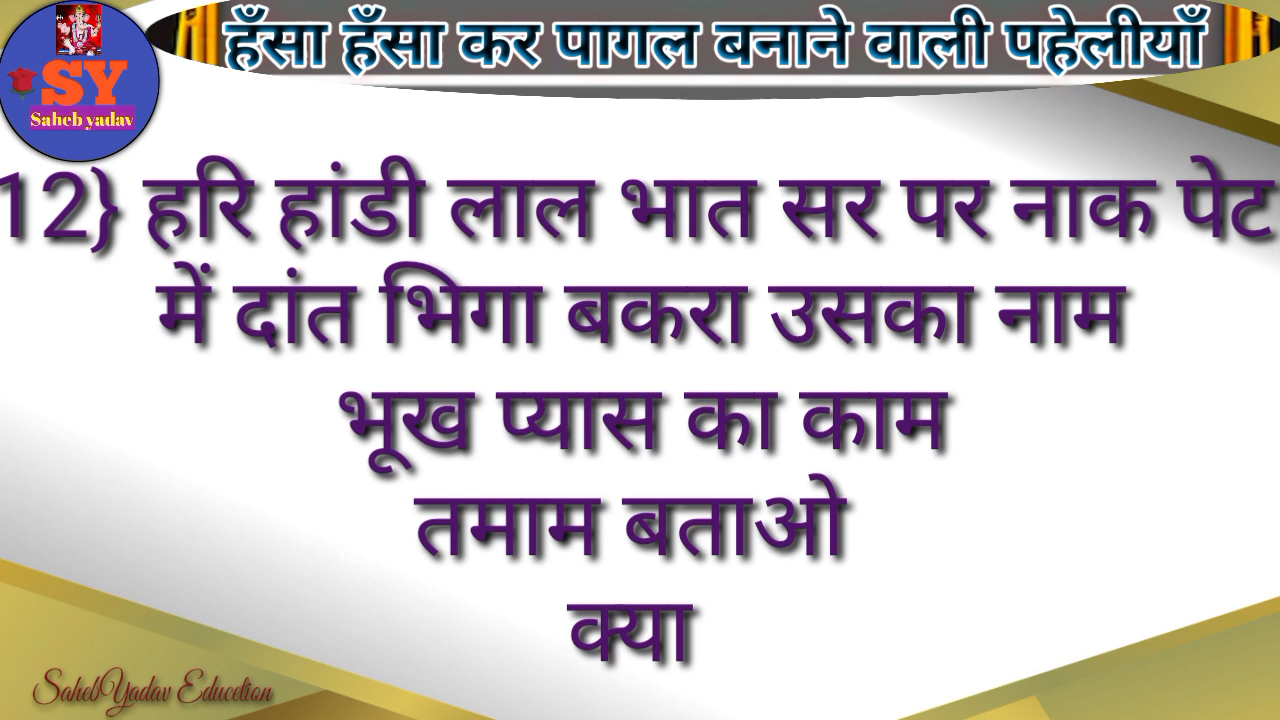 हँसा हँसा कर पागल बनाने वाली पहेलीयाँ
SY
Saheb yadav
12} हरि हांडी लाल भात सर पर नाक पेट
में दांत भिगा बकरा उसका नाम
भूख प्यास का काम
तमाम बताओ
क्या
SahebYadav Educetion